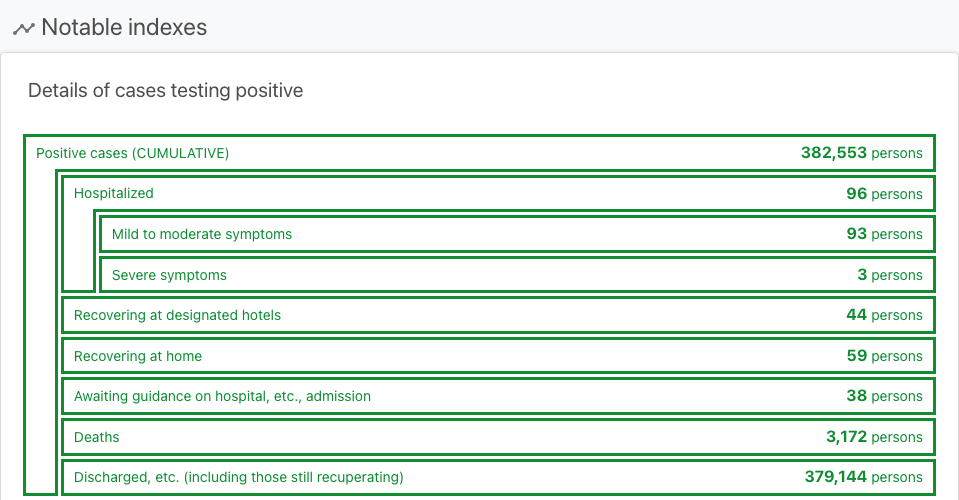 Notable indexes
Details of cases testing positive
Positive cases (CUMULATIVE) 382,553 persons
Hospitalized 96 persons
Mild to moderate symptoms 93 persons
Severe symptoms 3 persons
Recovering at designated hotels 44 persons
Recovering at home 59 persons
Awaiting guidance on hospital, etc., admission 38 persons
Deaths 3,172 persons
Discharged, etc. (including those still recuperating) 379,144 persons